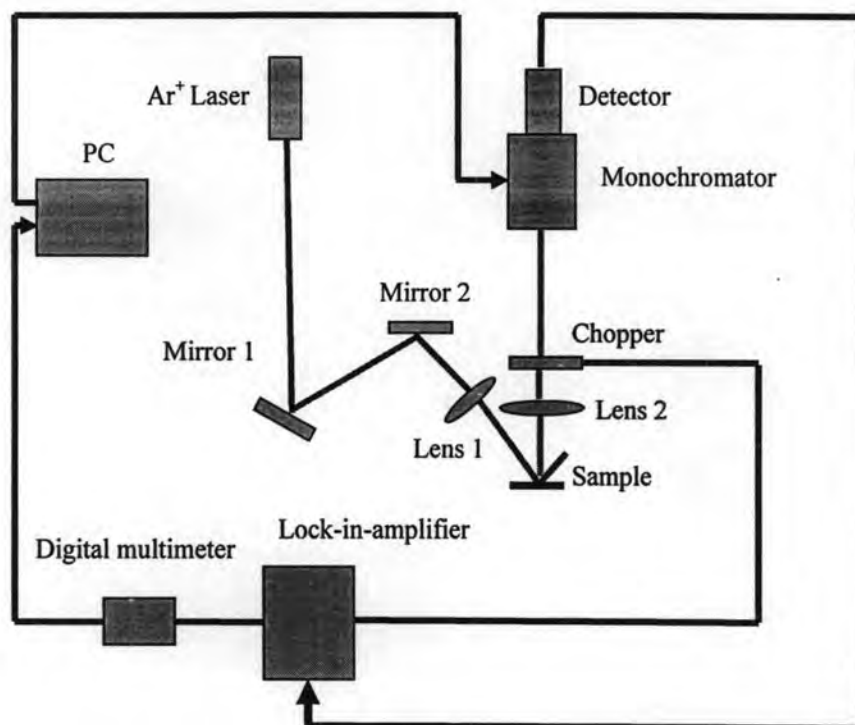 Ar⁺ Laser
Detector
PC
Monochromator
Mirror 2
Mirror 1
Chopper
Lens 2
Lens 1
Sample
Lock-in-amplifier
Digital multimeter